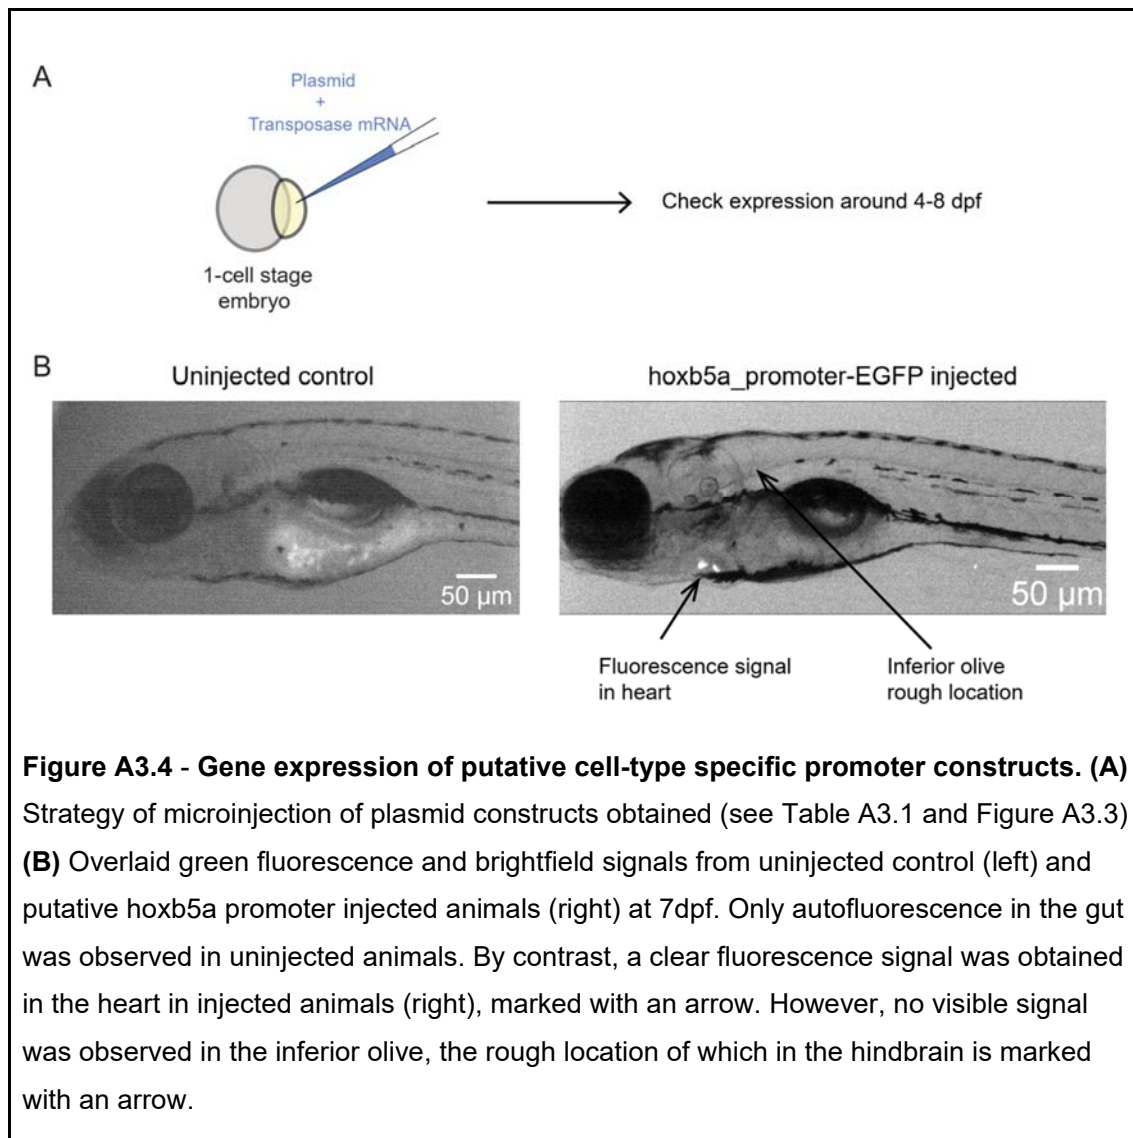 A
Plasmid
+
Transposase mRNA
Check expression around 4-8 dpf
1-cell stage
embryo
B
Uninjected control
hoxb5a_promoter-EGFP injected
50 μm
50 μm
Fluorescence signal
in heart
Inferior olive
rough location
Figure A3.4 - Gene expression of putative cell-type specific promoter constructs. (A)
Strategy of microinjection of plasmid constructs obtained (see Table A3.1 and Figure A3.3)
(B) Overlaid green fluorescence and brightfield signals from uninjected control (left) and
putative hoxb5a promoter injected animals (right) at 7dpf. Only autofluorescence in the gut
was observed in uninjected animals. By contrast, a clear fluorescence signal was obtained
in the heart in injected animals (right), marked with an arrow. However, no visible signal
was observed in the inferior olive, the rough location of which in the hindbrain is marked
with an arrow.